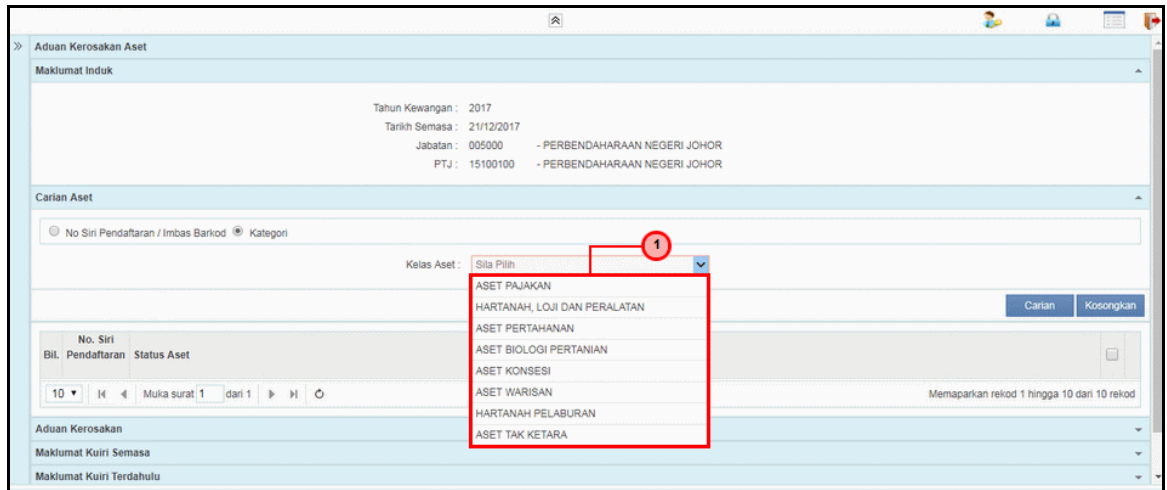 Aduan Kerosakan Aset
Maklumat Induk
Tahun Kewangan : 2017
Tarikh Semasa : 21/12/2017
Jabatan : 005000 - PERBENDAHARAAN NEGERI JOHOR
PTJ : 15100100 - PERBENDAHARAAN NEGERI JOHOR
Carian Aset
No Siri Pendaftaran / Imbas Barkod Kategori
1
Kelas Aset : Sila Pilih
ASET PAJAKAN
HARTANAH, LOJI DAN PERALATAN
ASET PERTAHANAN
ASET BIOLOGI PERTANIAN
ASET KONSESI
ASET WARISAN
HARTANAH PELABURAN
ASET TAK KETARA
Carian Kosongkan
Bil. No. Siri Pendaftaran Status Aset
10 Muka surat 1 dari 1 Memaparkan rekod 1 hingga 10 dari 10 rekod
Aduan Kerosakan
Maklumat Kuiri Semasa
Maklumat Kuiri Terdahulu